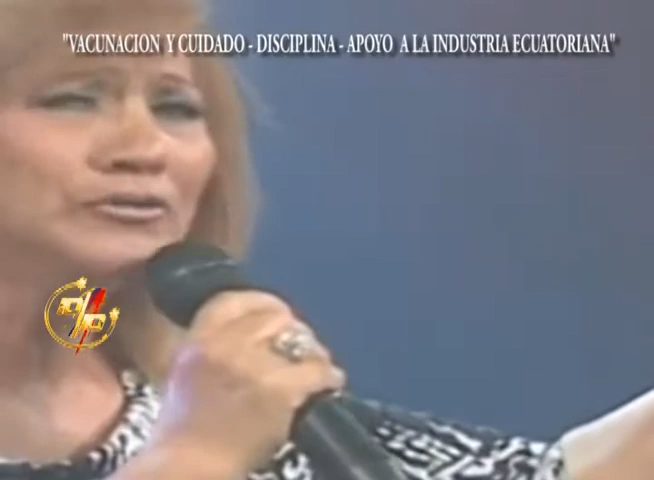 "VACUNACION Y CUIDADO - DISCIPLINA - APOYO A LA INDUSTRIA ECUATORIANA"